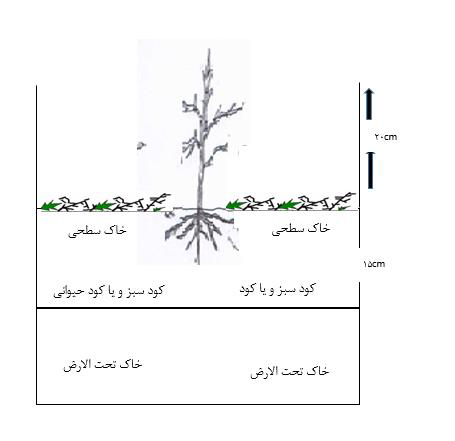 ۲۰cm
خاک سطحی
خاک سطحی
۱۵cm
کود سبز و یا کود
کود سبز و یا کود حیوانی
خاک تحت الارض
خاک تحت الارض